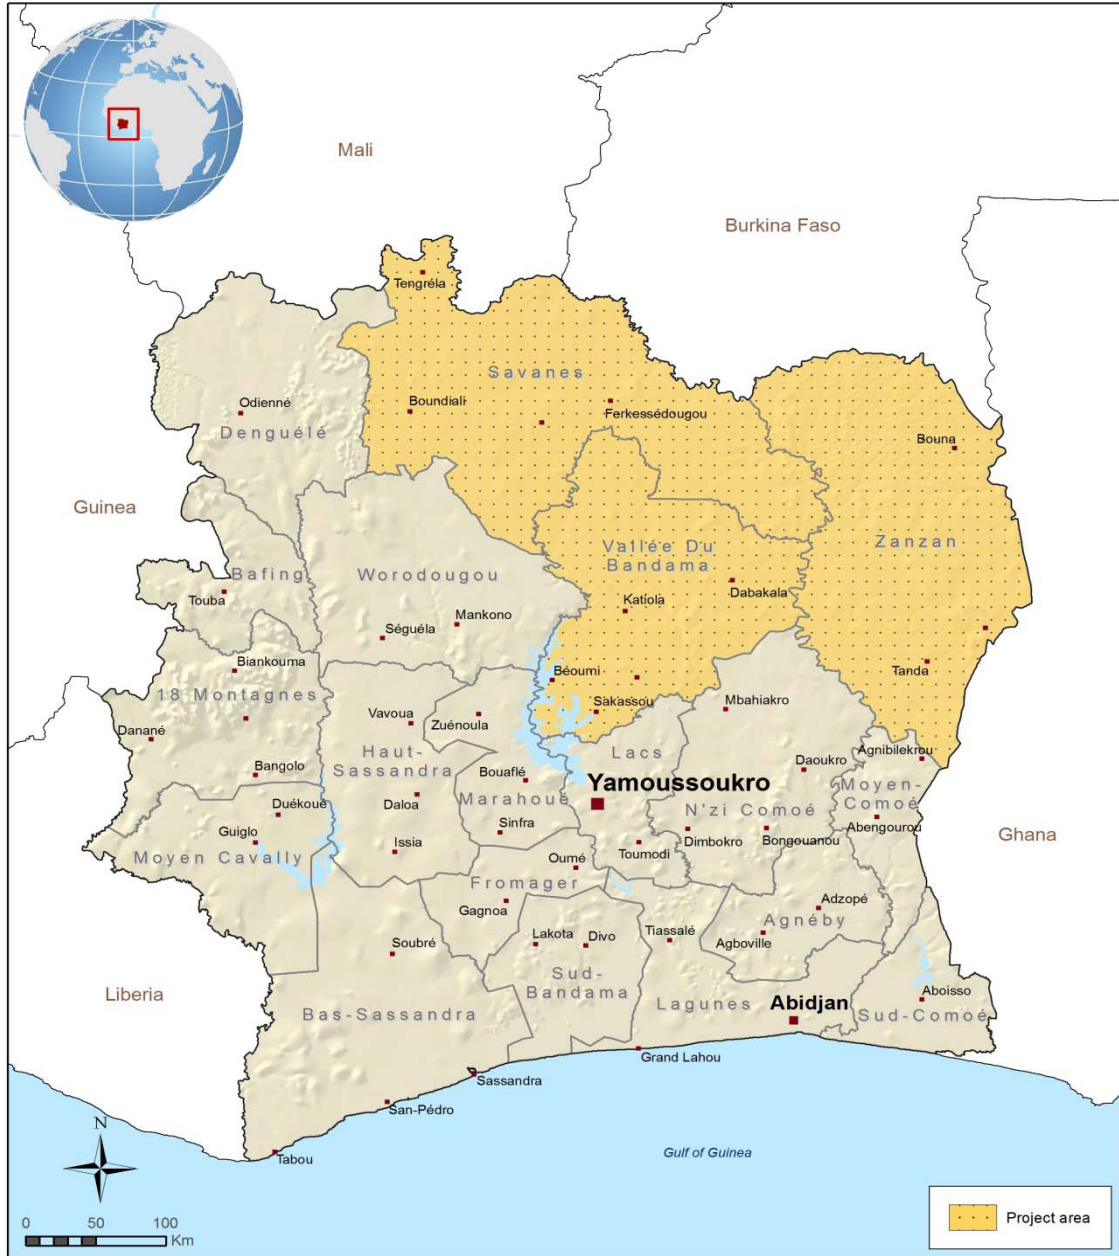 Mali
Burkina Faso
Tengréla
Savanes
Boundiali
Ferkessédougou
Odienné
Denguélé
Bouna
Guinea
Vallée Du
Bandama
Zanzan
Bafing
Worodougou
Touba
Katiola
Dabakala
Mankono
Séguéla
Biankouma
18 Montagnes
Béoumi
Tanda
Sakassou
Mbahiakro
Vavoua
Zuénoula
Danané
Haut-
Sassandra
Lacs
Agnibilekrou
Bangolo
Bouaflé
Yamoussoukro
Daoukro
Moyen-
Comoé
Marahoué
Daloa
Duékoué
N'zi Comoé
Abengourou
Guiglo
Sinfra
Ghana
Moyen Cavally
Issia
Toumodi
Dimbokro
Bongouanou
Oumé
Fromager
Gagnoa
Adzopé
Agnéby
Soubré
Lakota
Divo
Tiassalé
Agboville
Liberia
Sud-
Bandama
Aboisso
Bas-Sassandra
Lagunes
Abidjan
Sud-Comoé
Grand Lahou
Sassandra
San-Pédro
N
Tabou
Gulf of Guinea
0 50 100
Km
Project area